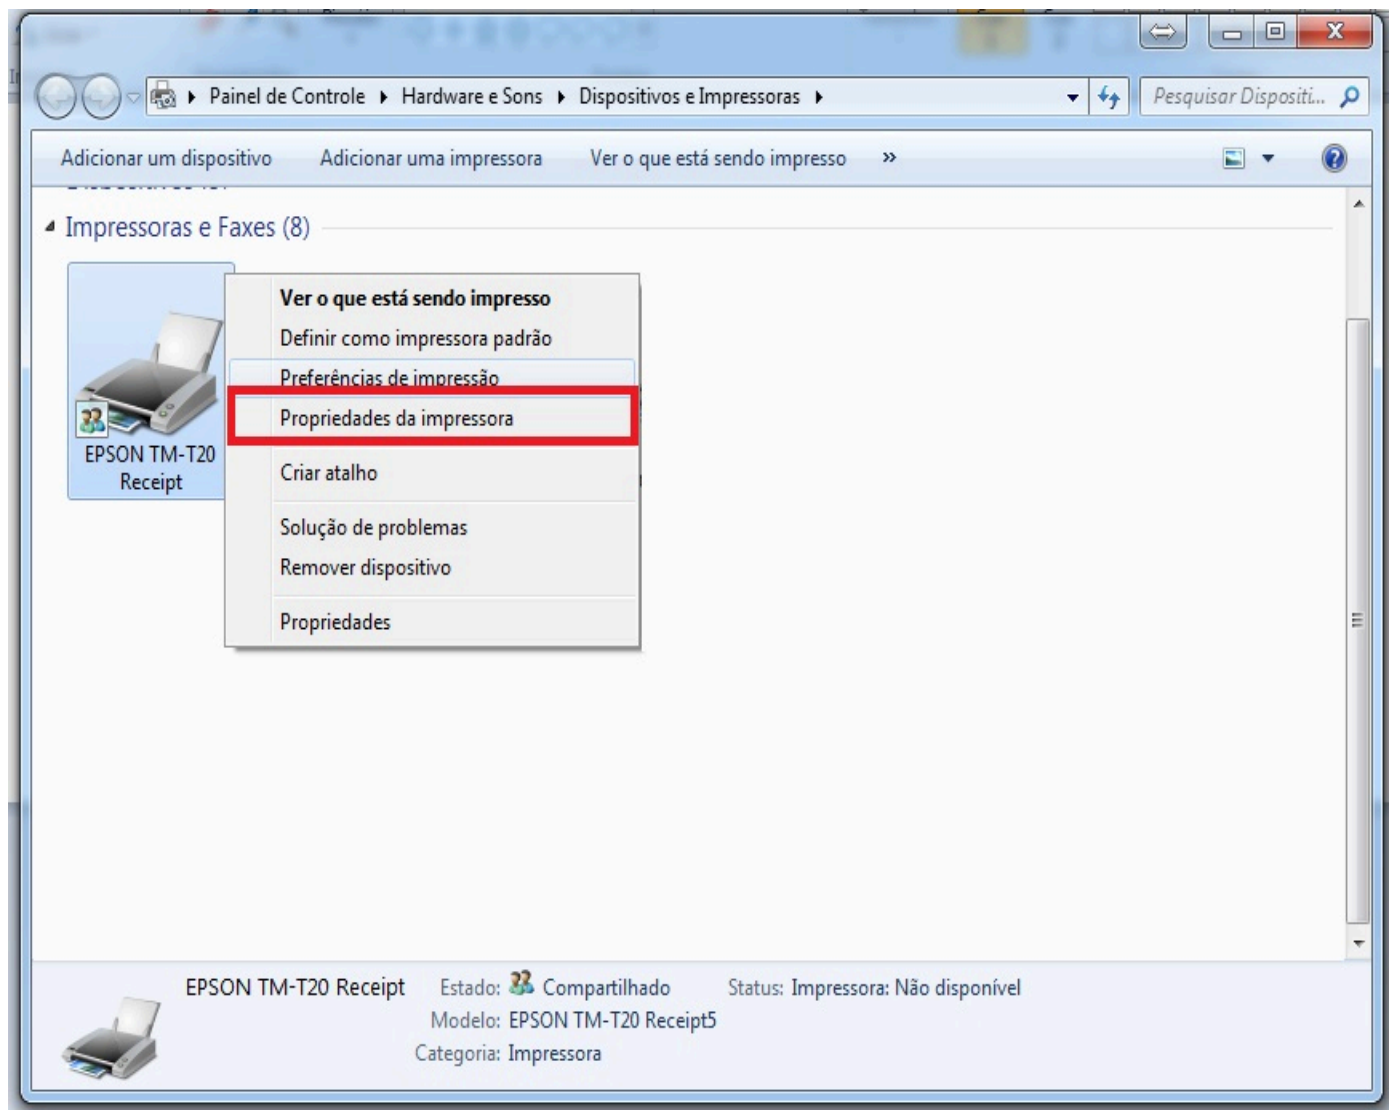 Painel de Controle
Hardware e Sons
Dispositivos e Impressoras
Pesquisar Dispositi...
Adicionar um dispositivo
Adicionar uma impressora
Ver o que está sendo impresso
»
Impressoras e Faxes (8)
EPSON TM-T20
Receipt
Ver o que está sendo impresso
Definir como impressora padrão
Preferências de impressão
Propriedades da impressora
Criar atalho
Solução de problemas
Remover dispositivo
Propriedades
EPSON TM-T20 Receipt Estado: Compartilhado Status: Impressora: Não disponível
Modelo: EPSON TM-T20 Receipt5
Categoria: Impressora